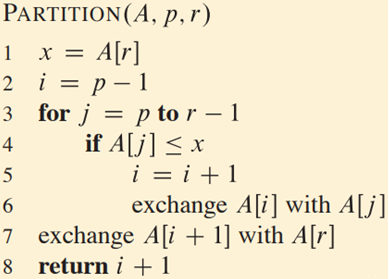 PARTITION(A, p, r)
1 x = A[r]
2 i = p − 1
3 for j = p to r − 1
4 if A[j] ≤ x
5 i = i + 1
6 exchange A[i] with A[j]
7 exchange A[i + 1] with A[r]
8 return i + 1